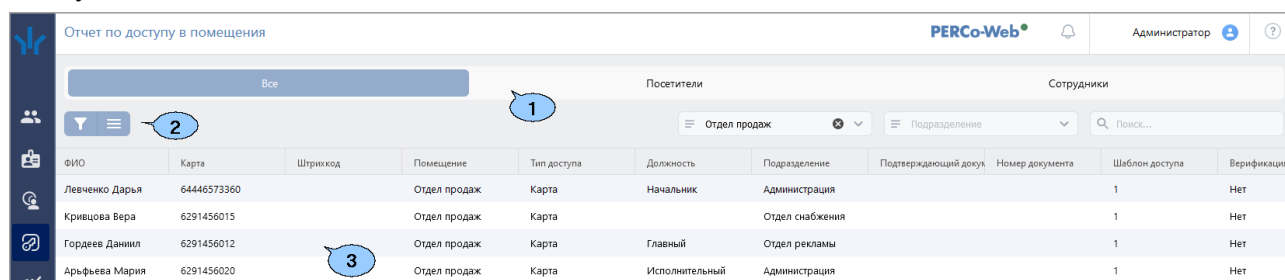 Отчет по доступу в помещения PERCo-Web Администратор ?
Все Посетители Сотрудники
1
2 Отдел продаж Подразделение Поиск...
ФИО Карта Штрихкод Помещение Тип доступа Должность Подразделение Подтверждающий докум Номер документа Шаблон доступа Верификация
Левченко Дарья 64446573360 Отдел продаж Карта Начальник Администрация 1 Нет
Кривцова Вера 6291456015 Отдел продаж Карта Отдел снабжения 1 Нет
Гордеев Даниил 6291456012 Отдел продаж Карта Главный Отдел рекламы 1 Нет
3
Арьфьева Мария 6291456020 Отдел продаж Карта Исполнительный Администрация 1 Нет